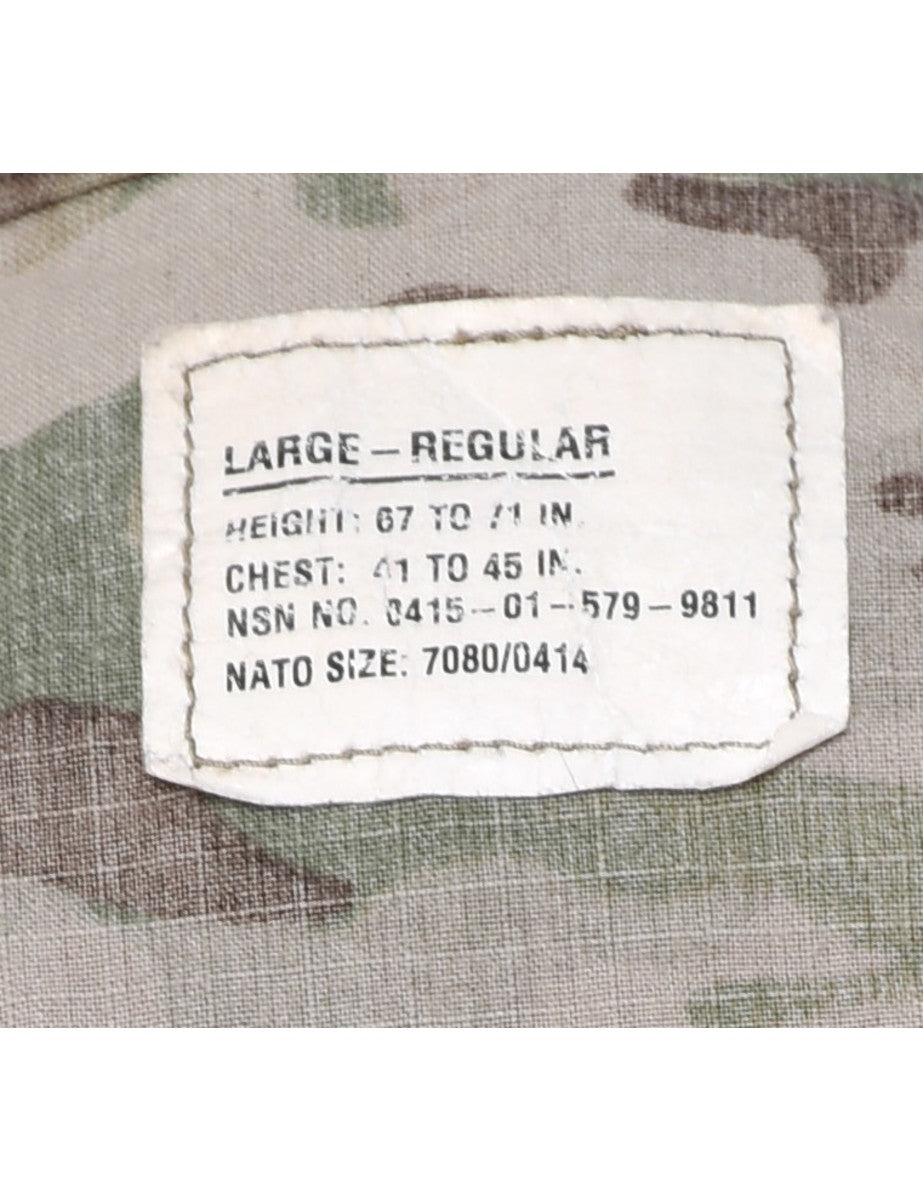 LARGE – REGULAR
HEIGHT: 67 TO 71 IN.
CHEST: 41 TO 45 IN.
NSN NO. 8415-01-579-9811
NATO SIZE: 7080/0414